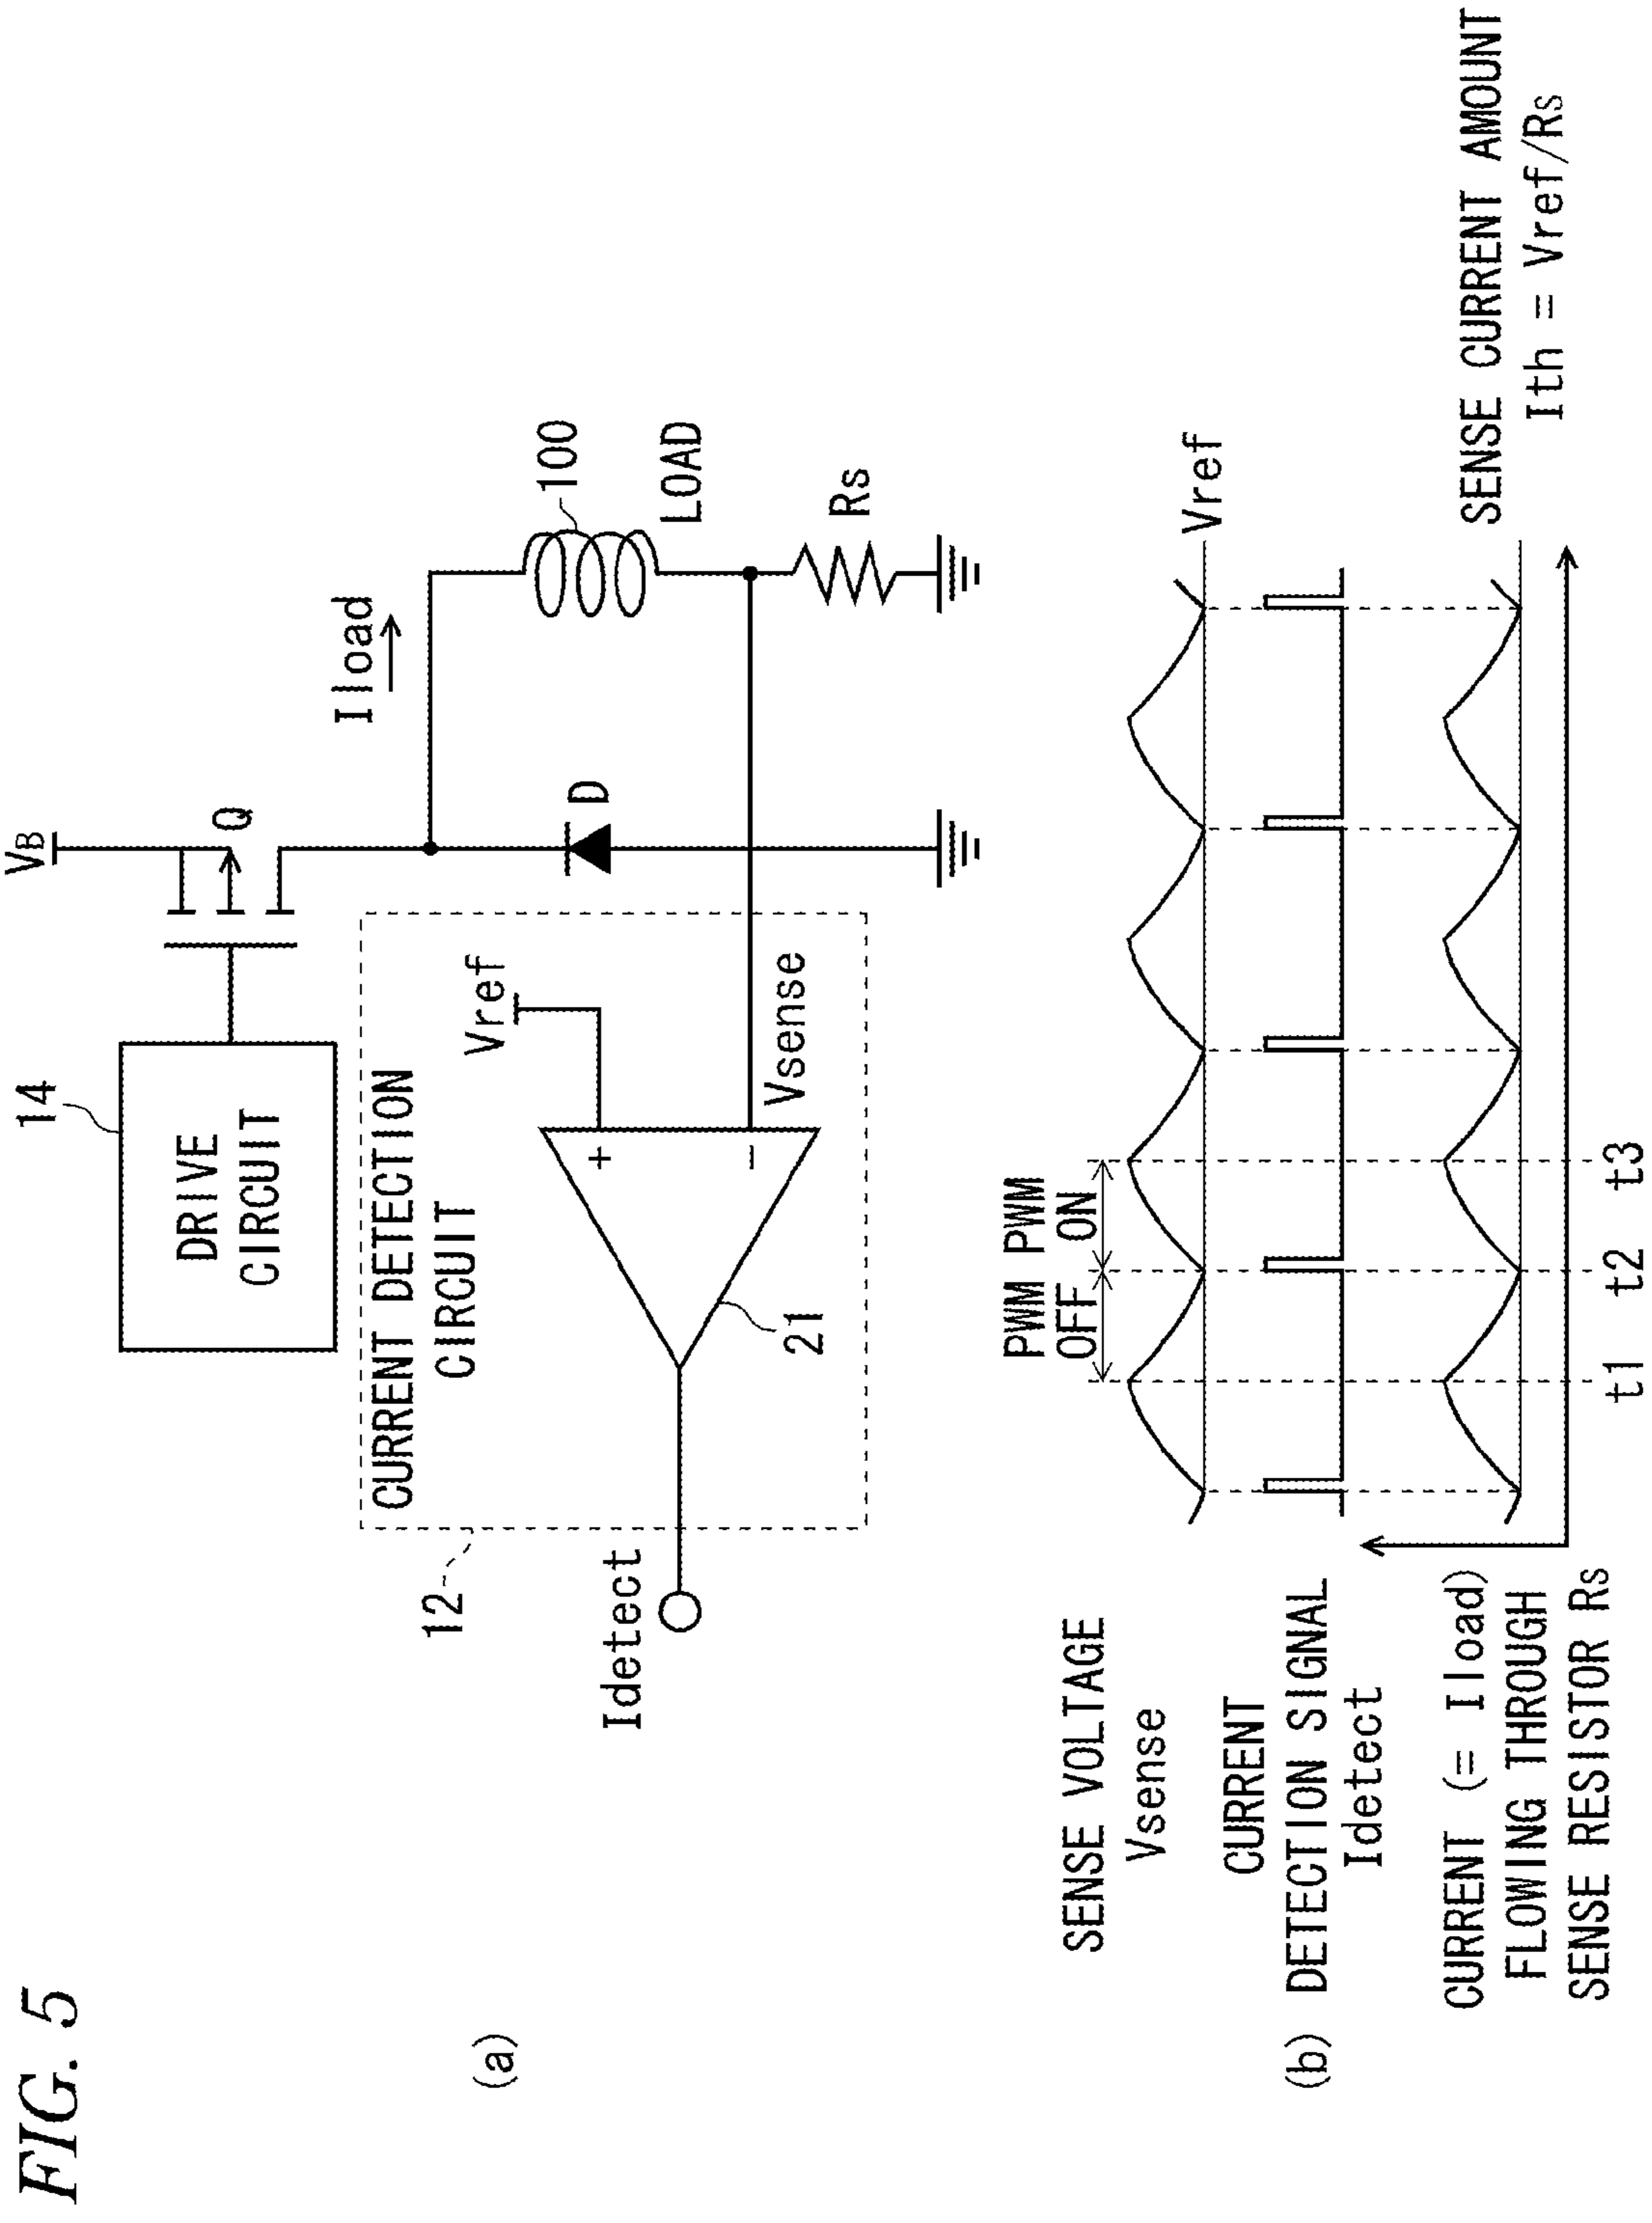 FIG. 5
(a)
14
DRIVE
CIRCUIT
VB
Q
Iload
12
CURRENT DETECTION
CIRCUIT
Vref
100
D
LOAD
Idetect
+
−
21
Vsense
Rs
(b)
PWM PWM
OFF ON
SENSE VOLTAGE
Vsense
Vref
CURRENT
DETECTION SIGNAL
Idetect
CURRENT (= Iload)
FLOWING THROUGH
SENSE RESISTOR Rs
SENSE CURRENT AMOUNT
Ith = Vref/Rs
t1 t2 t3